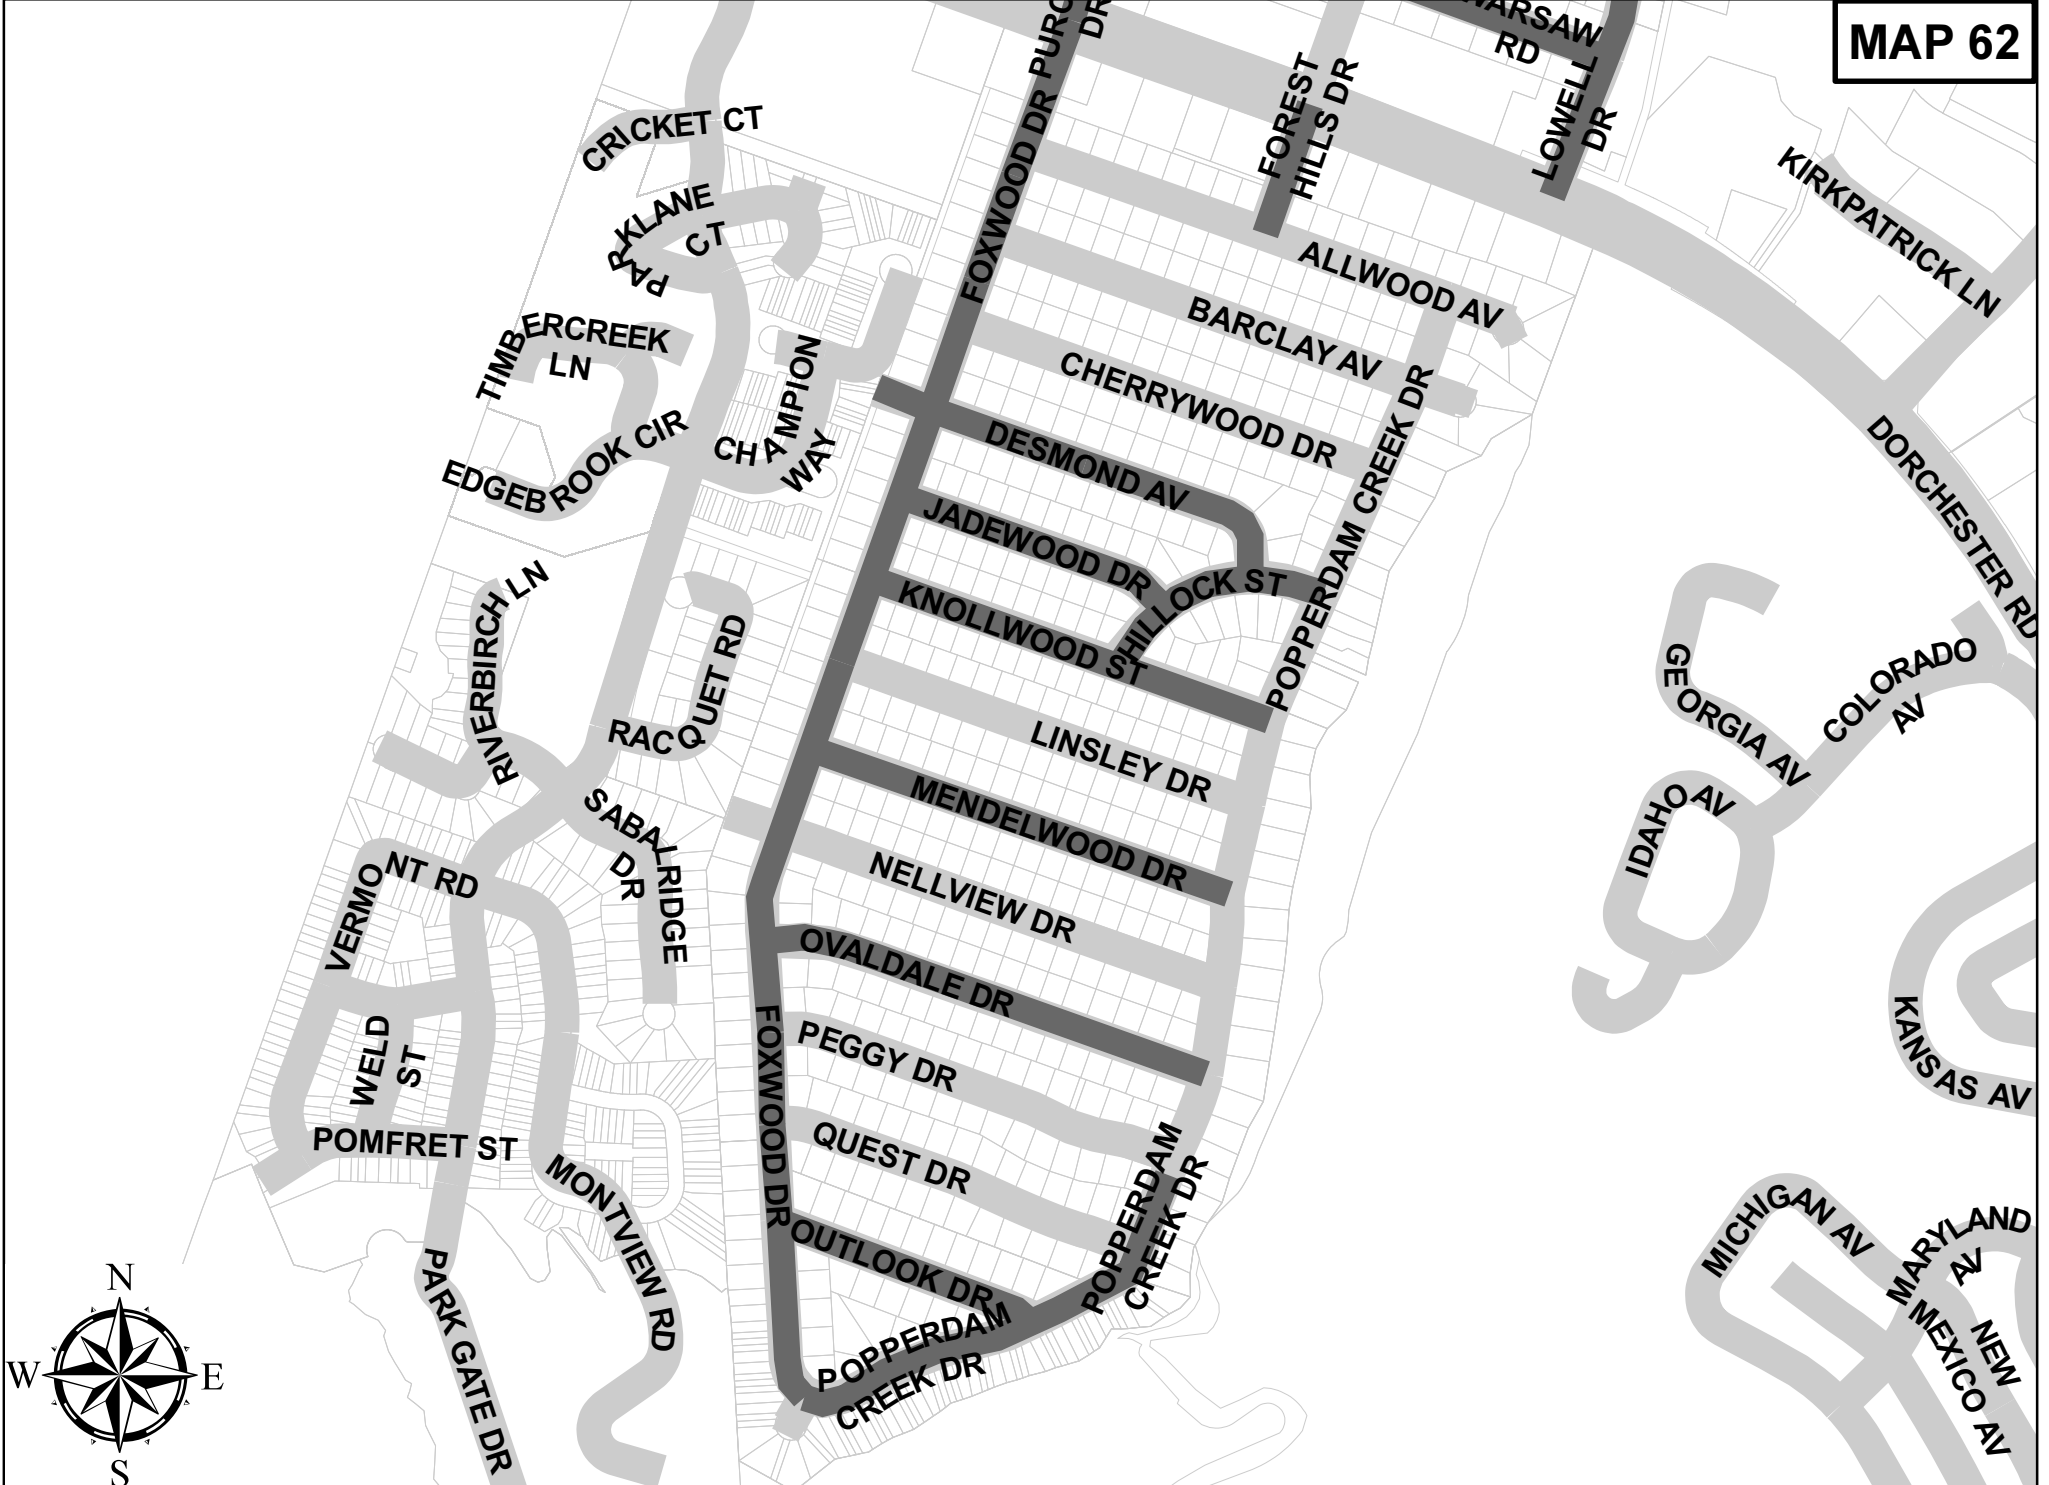 MAP 62
DR
WARSAW
RD
FOREST
HILLS DR
LOWELL
DR
CRICKET CT
FOXWOOD DR
KIRKPATRICK LN
PARKLANE
CT
ALLWOOD AV
BARCLAY AV
TIMBERCREEK
LN
CHAMPION
WAY
CHERRYWOOD DR
POPPERDAM CREEK DR
EDGEBROOK CIR
DESMOND AV
DORCHESTER RD
JADEWOOD DR
HILLOCK ST
KNOLLWOOD ST
RIVERBIRCH LN
RACQUET RD
LINSLEY DR
GEORGIA AV
COLORADO
AV
MENDELWOOD DR
IDAHO AV
SABALRIDGE
DR
VERMONT RD
NELLVIEW DR
OVALDALE DR
FOXWOOD DR
WELD
ST
PEGGY DR
KANSAS AV
POMFRET ST
QUEST DR
MONTVIEW RD
POPPERDAM
CREEK DR
OUTLOOK DR
MICHIGAN AV
MARYLAND
AV
NEW
MEXICO AV
PARK GATE DR
POPPERDAM
CREEK DR
N
W
E
S